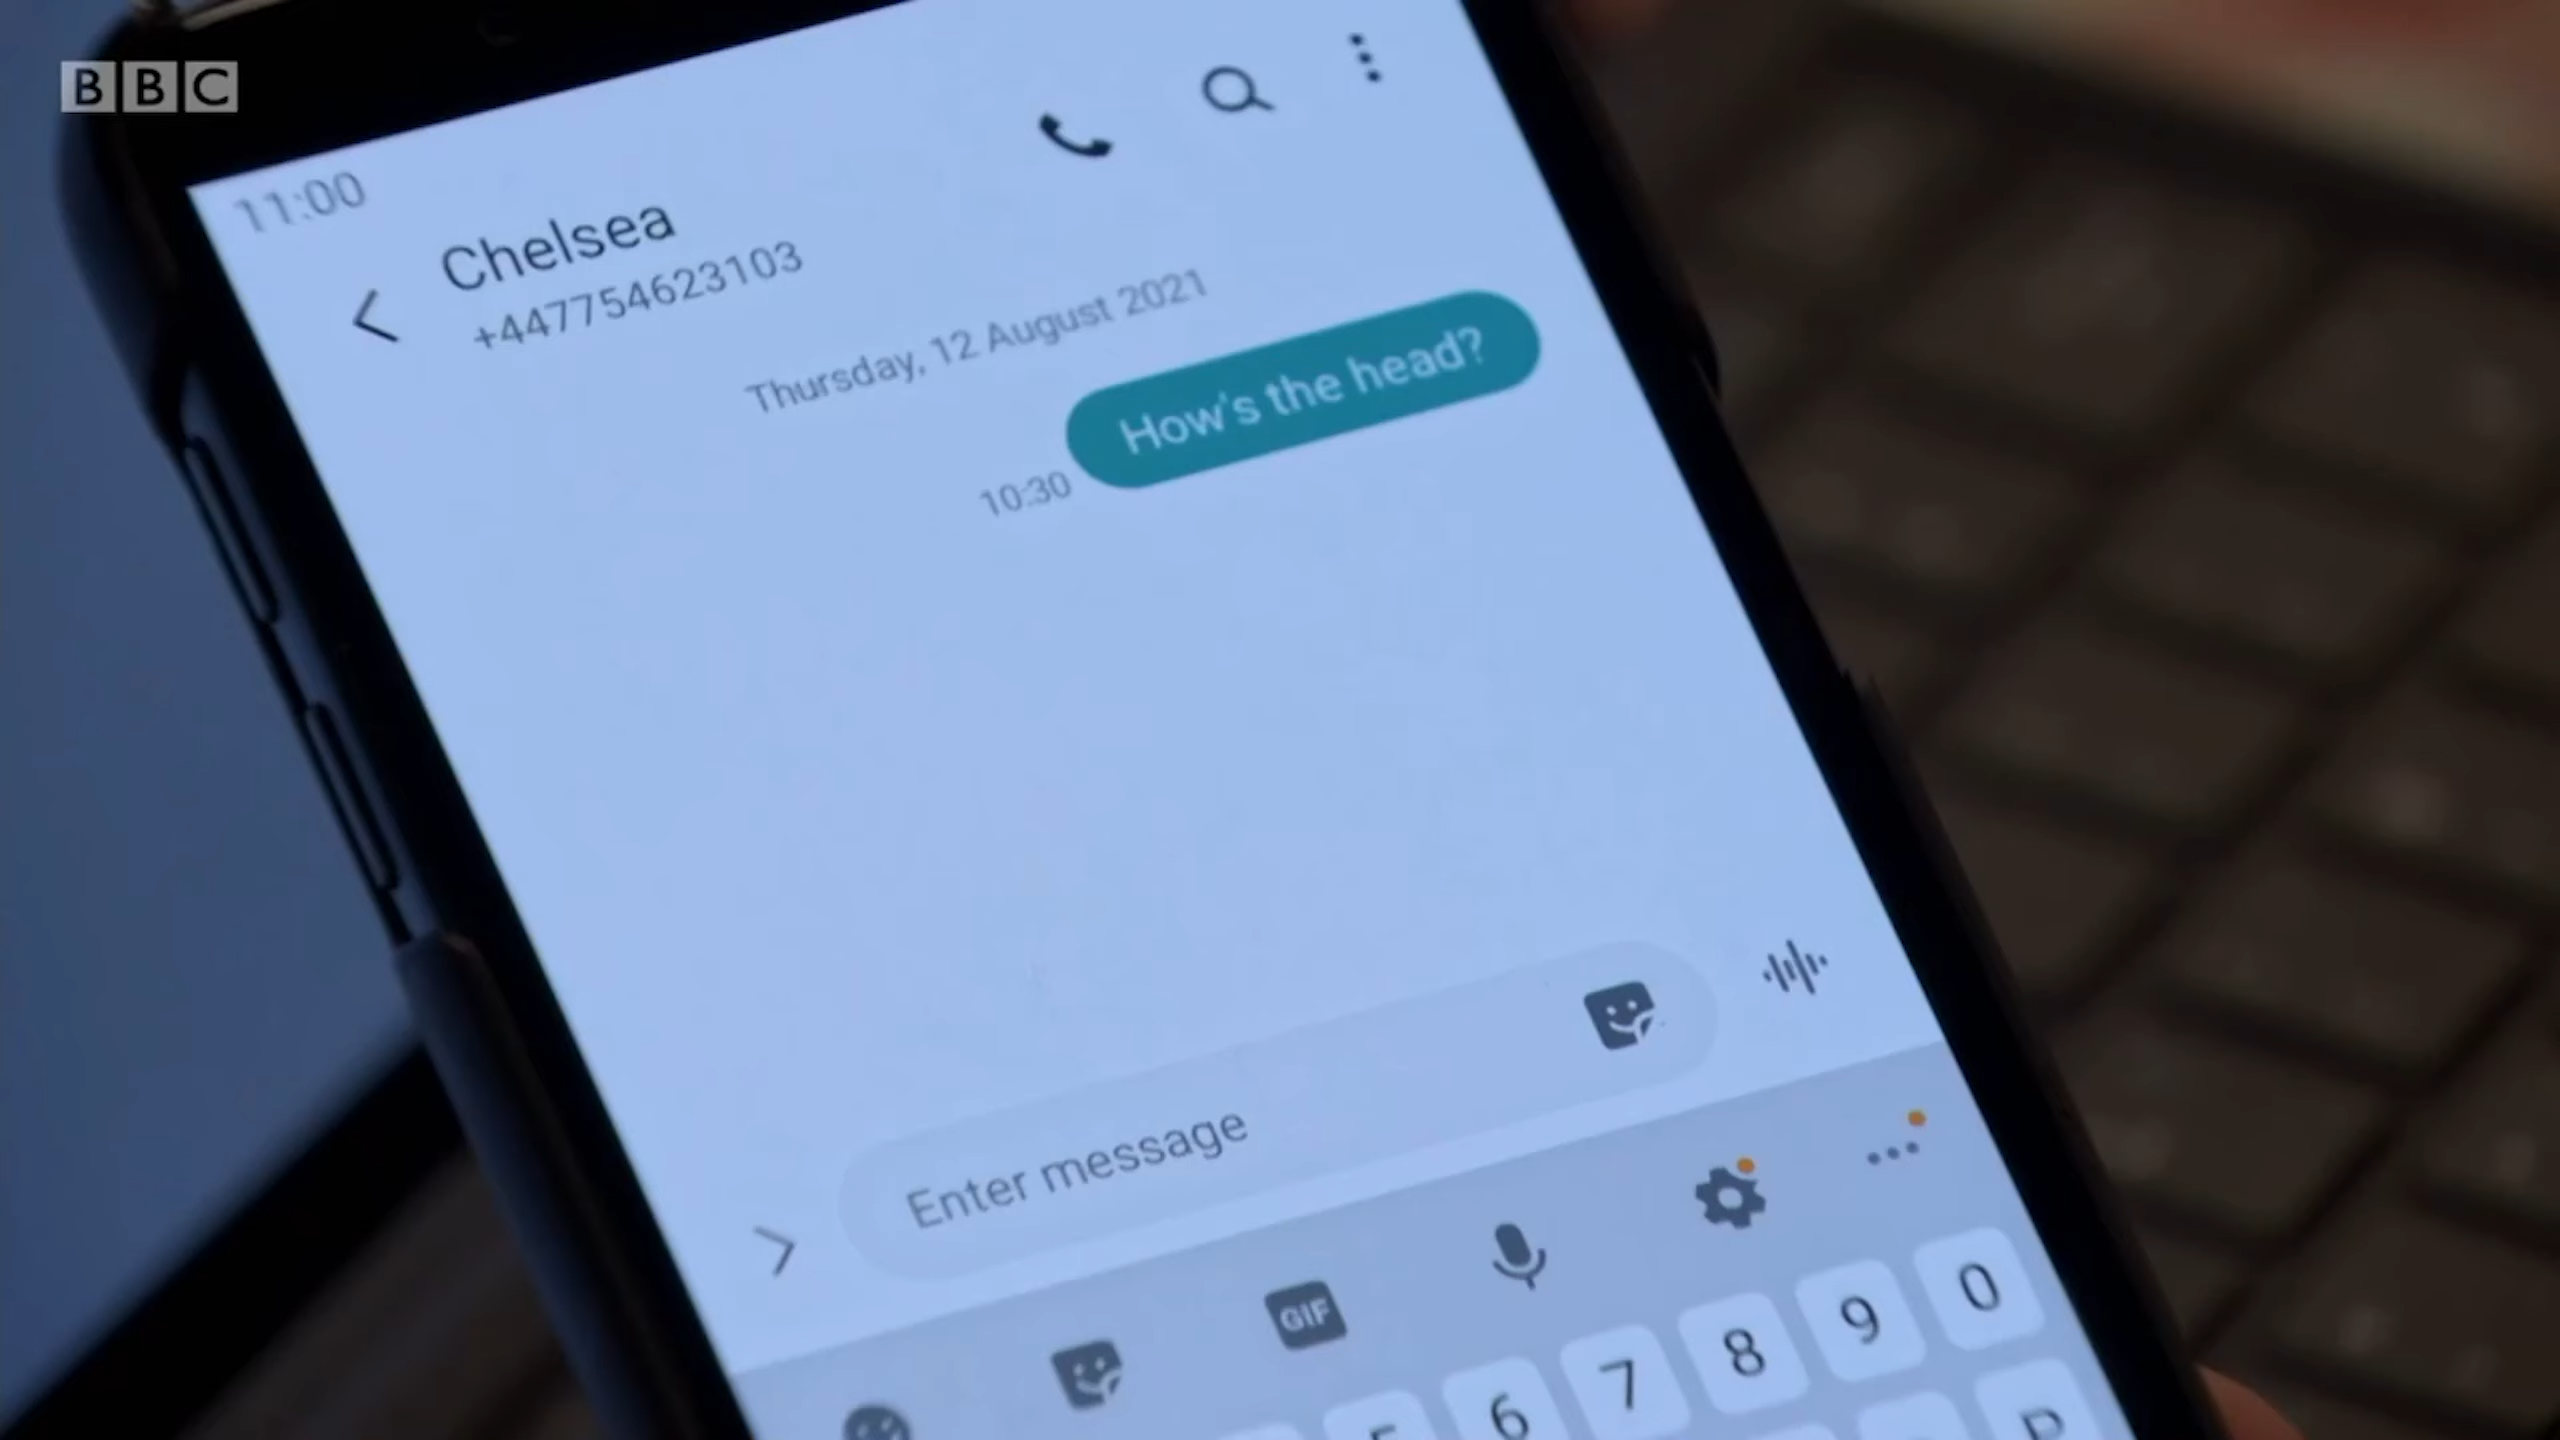 BBC
11:00
Chelsea
+447754623103
Thursday, 12 August 2021
How's the head?
10:30
Enter message
GIF
6 7 8 9 0